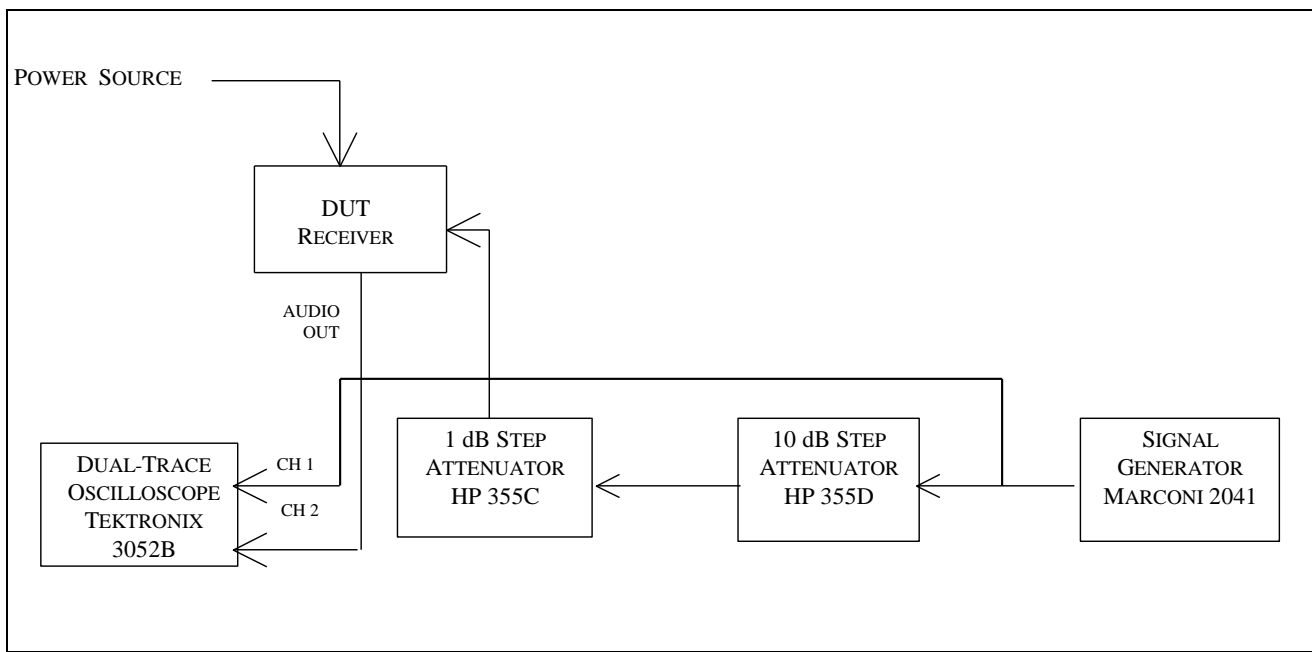 POWER SOURCE
DUT
RECEIVER
AUDIO
OUT
DUAL-TRACE
OSCILLOSCOPE
TEKTRONIX
3052B
CH 1
CH 2
1 dB STEP
ATTENUATOR
HP 355C
10 dB STEP
ATTENUATOR
HP 355D
SIGNAL
GENERATOR
MARCONI 2041